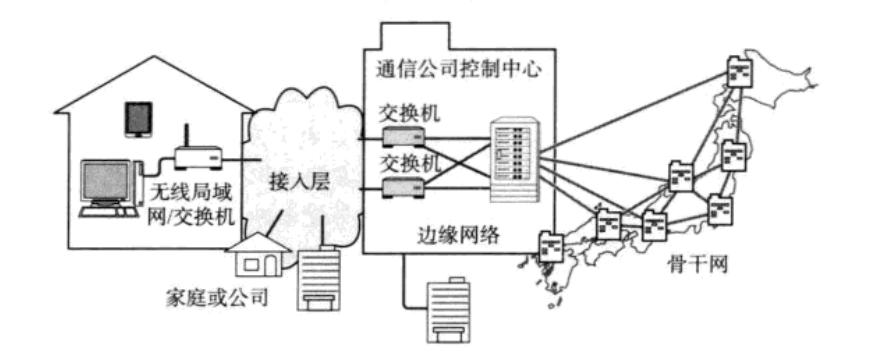 通信公司控制中心
交换机
交换机
无线局域
网/交换机
接入层
边缘网络
家庭或公司
骨干网